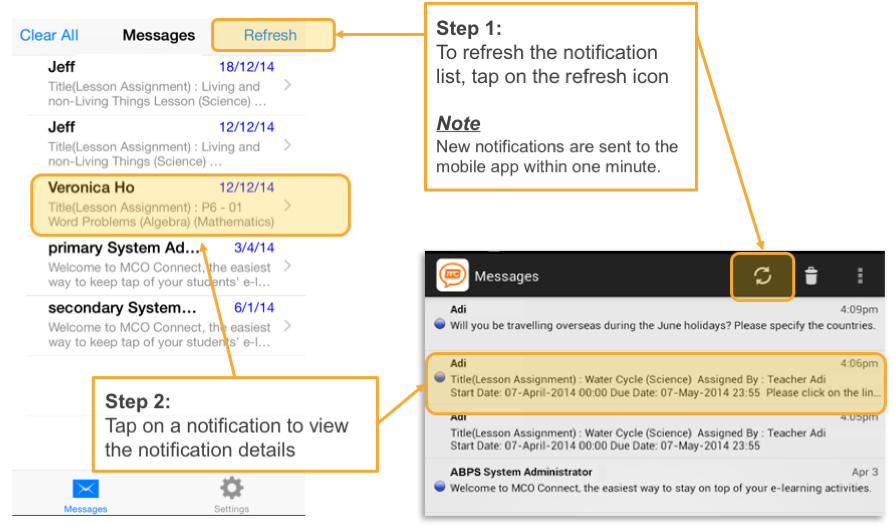 Clear All Messages Refresh
Jeff 18/12/14
Title(Lesson Assignment) : Living and
non-Living Things Lesson (Science) ...
Jeff 12/12/14
Title(Lesson Assignment) : Living and
non-Living Things (Science) ...
Veronica Ho 12/12/14
Title(Lesson Assignment) : P6 - 01
Word Problems (Algebra) (Mathematics)
primary System Ad... 3/4/14
Welcome to MCO Connect, the easiest
way to keep tap of your students' e-l...
secondary System... 6/1/14
Welcome to MCO Connect, the easiest
way to keep tap of your students' e-l...
Messages
Settings
Step 1:
To refresh the notification
list, tap on the refresh icon
Note
New notifications are sent to the
mobile app within one minute.
Step 2:
Tap on a notification to view
the notification details
mc Messages
Adi 4:09pm
Will you be travelling overseas during the June holidays? Please specify the countries.
Adi 4:06pm
Title(Lesson Assignment) : Water Cycle (Science) Assigned By : Teacher Adi
Start Date: 07-April-2014 00:00 Due Date: 07-May-2014 23:55 Please click on the lin...
Adi 4:05pm
Title(Lesson Assignment) : Water Cycle (Science) Assigned By : Teacher Adi
Start Date: 07-April-2014 00:00 Due Date: 07-May-2014 23:55
ABPS System Administrator Apr 3
Welcome to MCO Connect, the easiest way to stay on top of your e-learning activities.